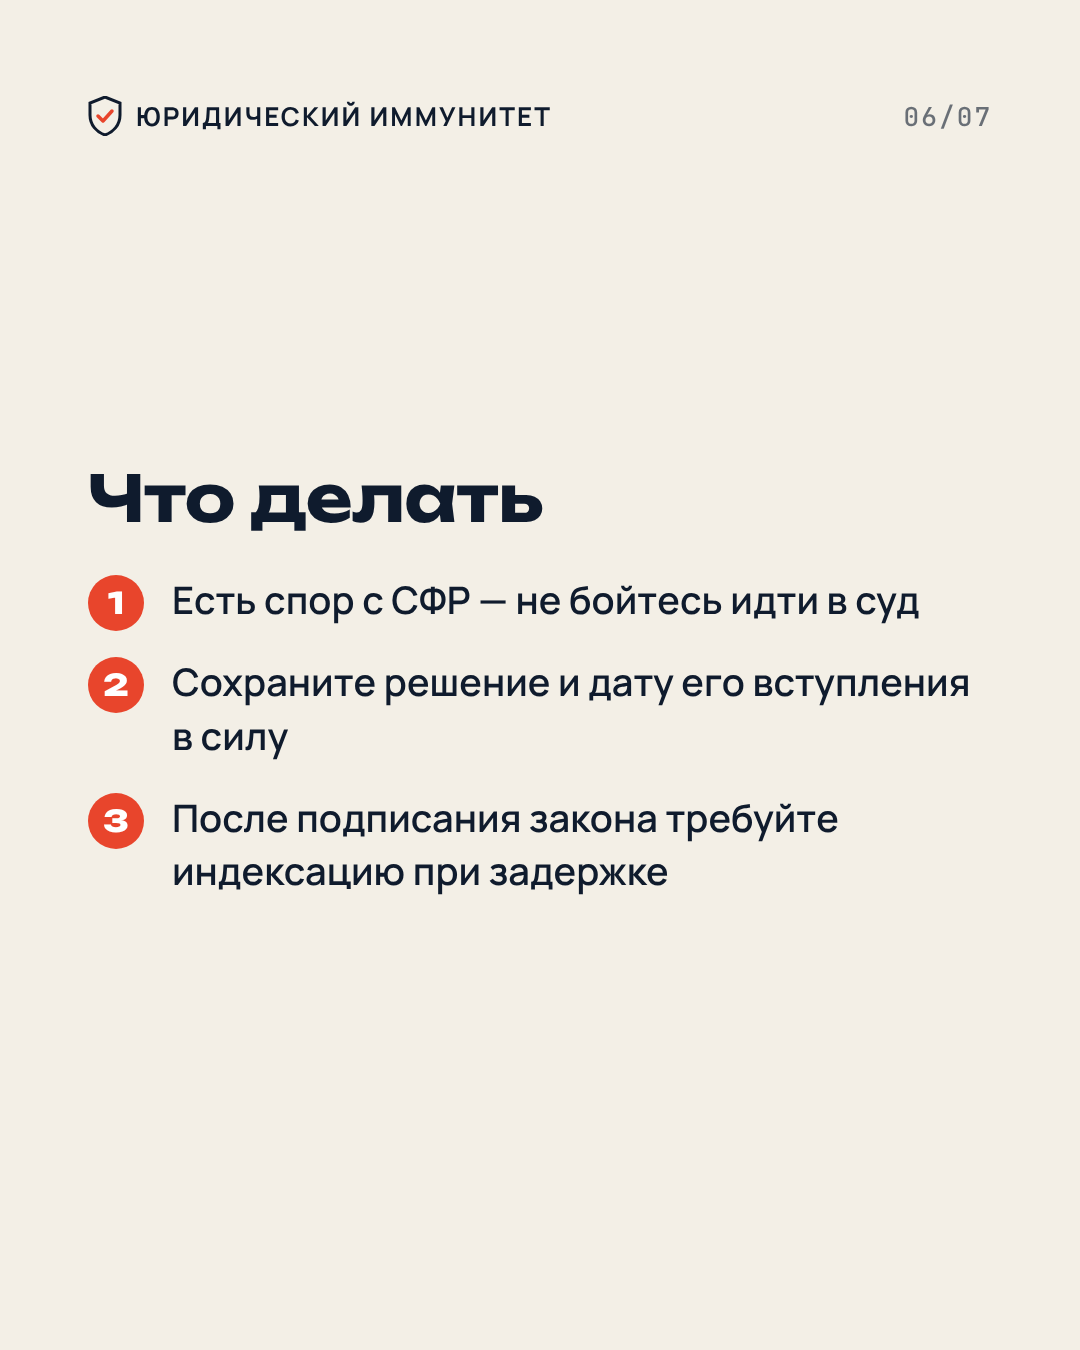 ЮРИДИЧЕСКИЙ ИММУНИТЕТ
06/07
Что делать
1 Есть спор с СФР — не бойтесь идти в суд
2 Сохраните решение и дату его вступления
в силу
3 После подписания закона требуйте
индексацию при задержке